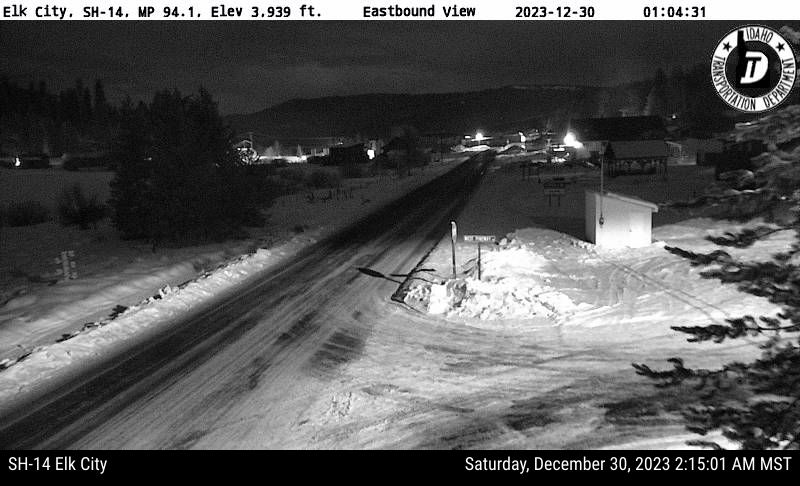 Elk City, SH-14, MP 94.1, Elev 3,939 ft. Eastbound View 2023-12-30 01:04:31
IDAHO
TRANSPORTATION DEPARTMENT
SH-14 Elk City Saturday, December 30, 2023 2:15:01 AM MST